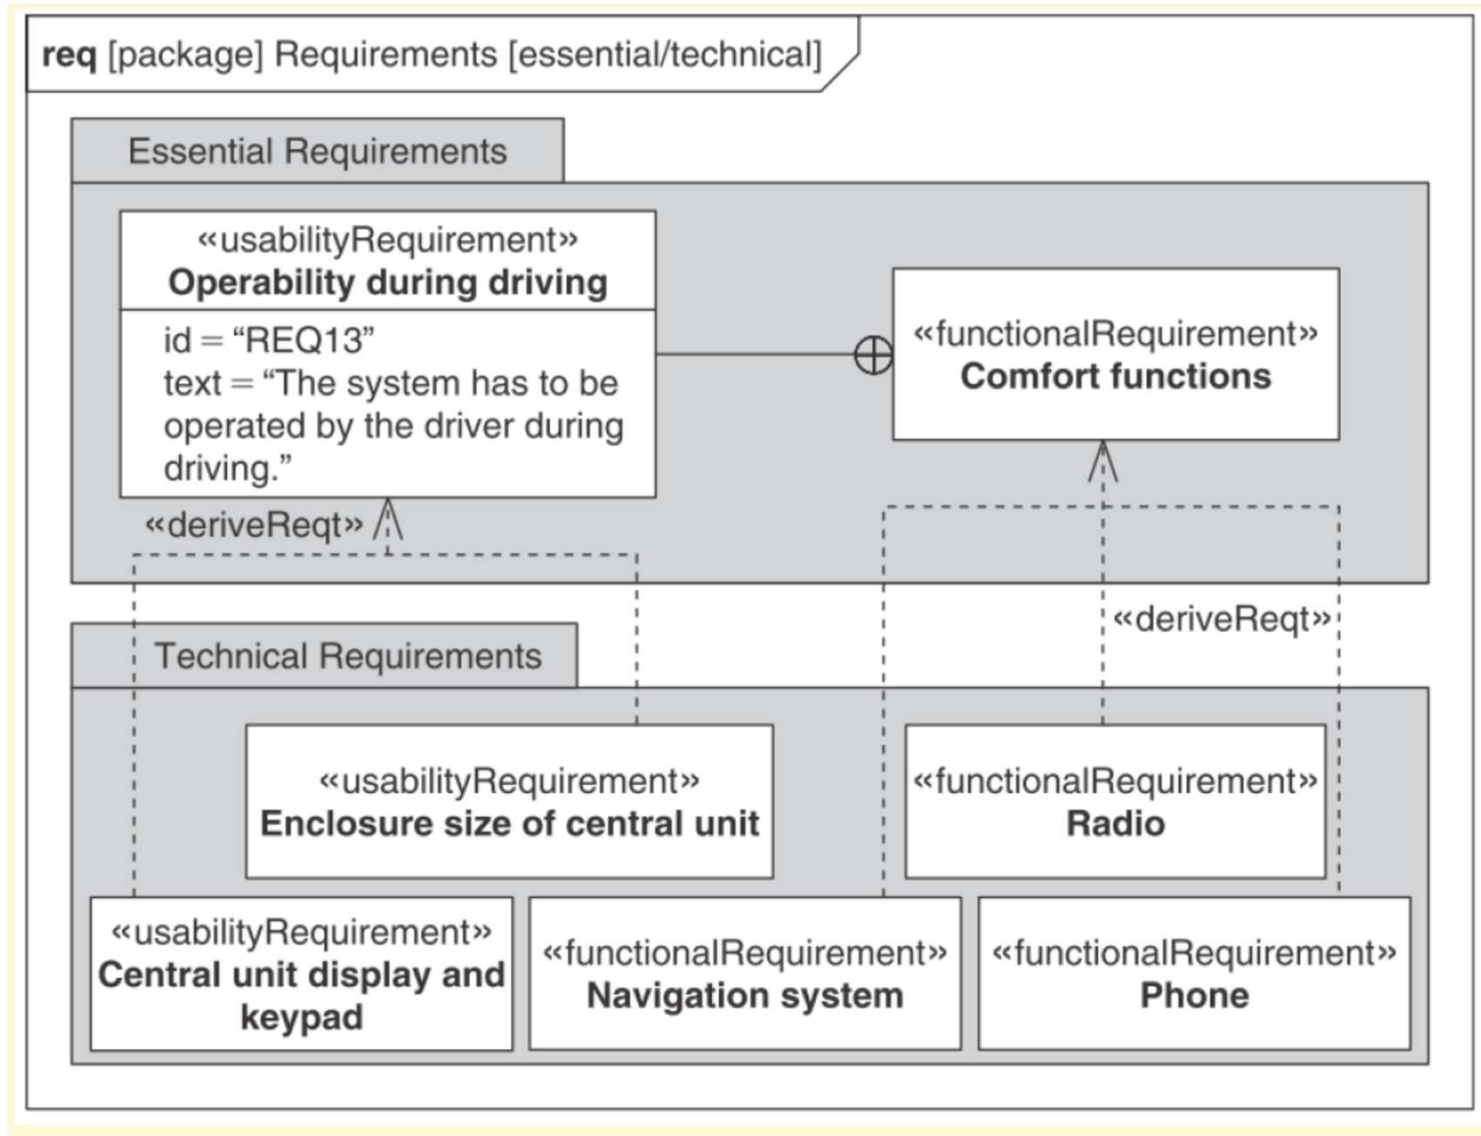 req [package] Requirements [essential/technical]
Essential Requirements
«usabilityRequirement»
Operability during driving
id = “REQ13”
text = “The system has to be
operated by the driver during
driving.”
«functionalRequirement»
Comfort functions
«deriveReqt»
«deriveReqt»
Technical Requirements
«usabilityRequirement»
Enclosure size of central unit
«functionalRequirement»
Radio
«usabilityRequirement»
Central unit display and
keypad
«functionalRequirement»
Navigation system
«functionalRequirement»
Phone